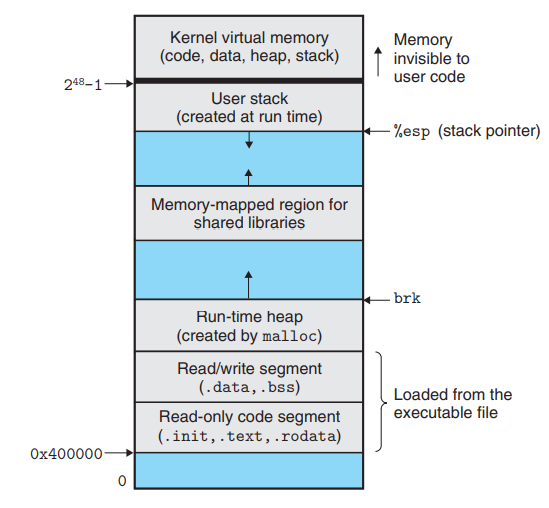 Kernel virtual memory
(code, data, heap, stack)
Memory
invisible to
user code
2⁴⁸−1
User stack
(created at run time)
%esp (stack pointer)
Memory-mapped region for
shared libraries
brk
Run-time heap
(created by malloc)
Read/write segment
(.data,.bss)
Loaded from the
executable file
Read-only code segment
(.init,.text,.rodata)
0x400000
0